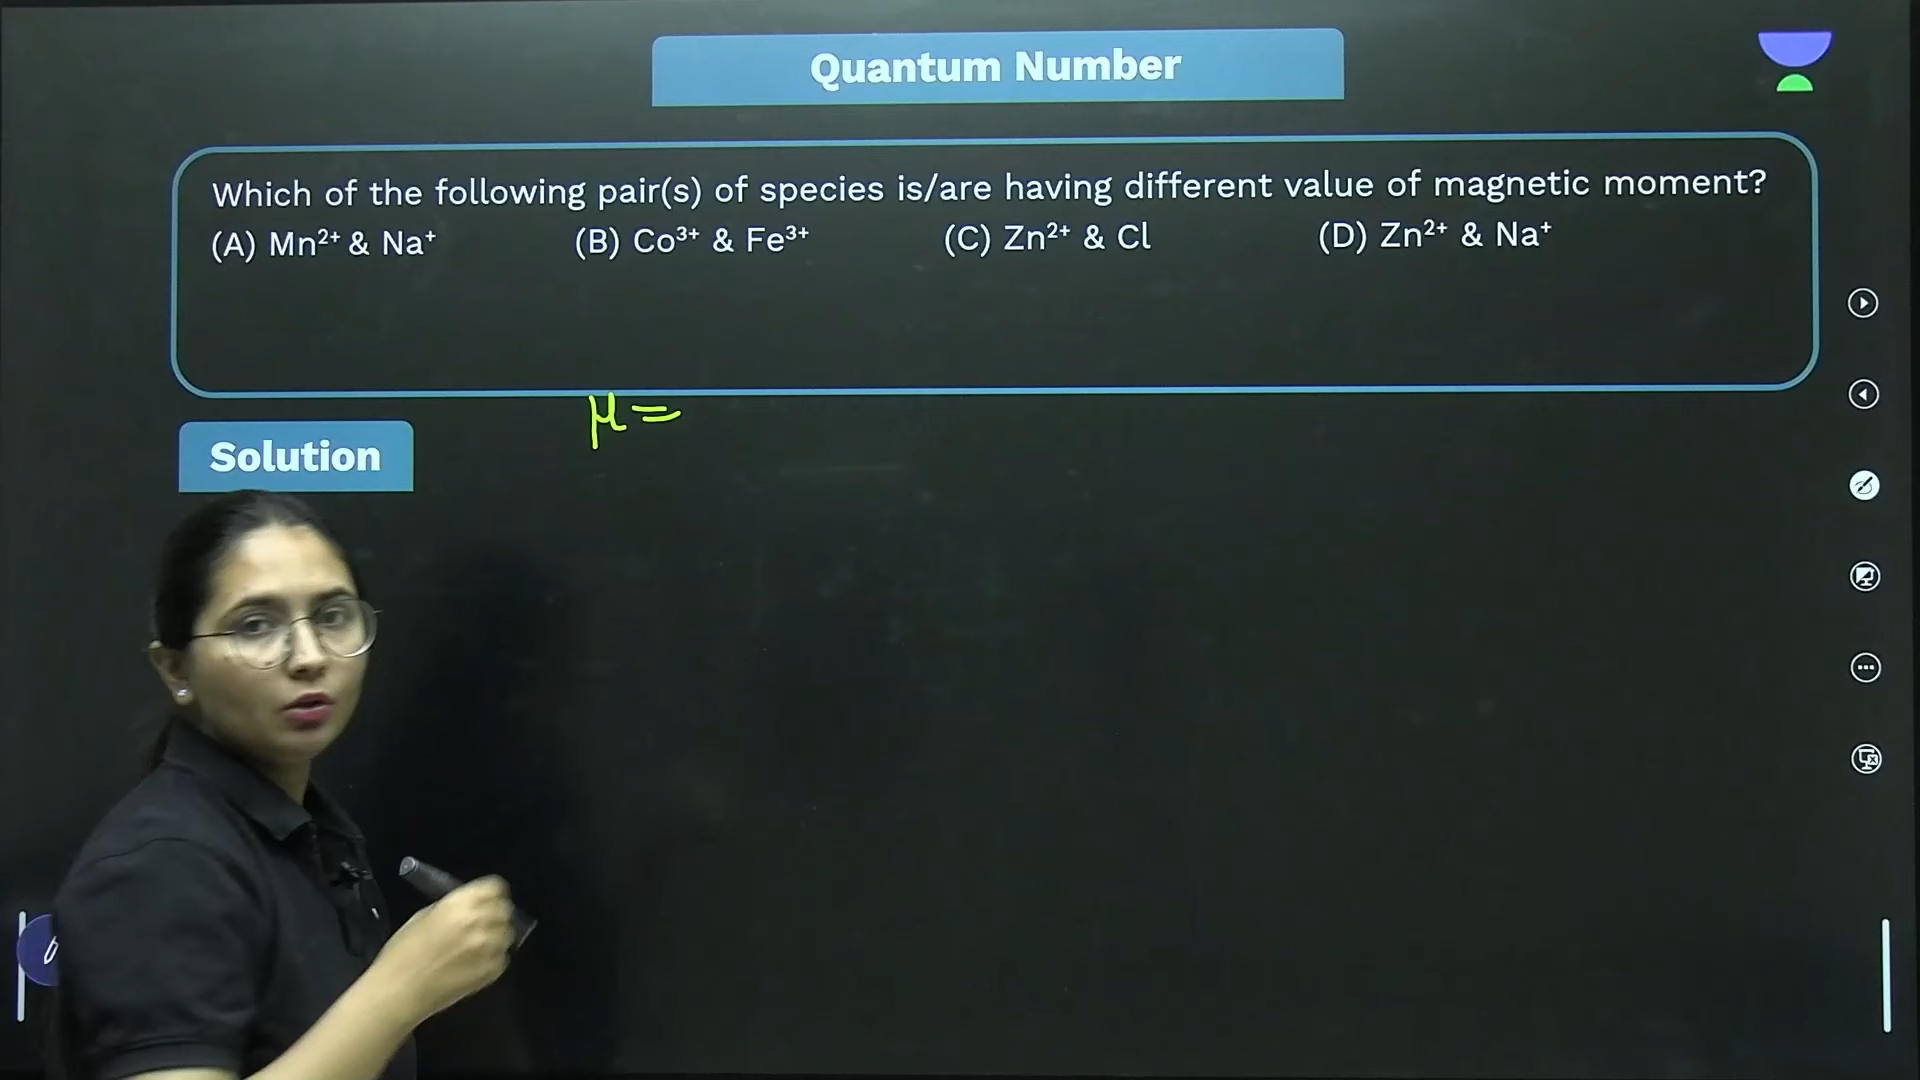 Quantum Number
Which of the following pair(s) of species is/are having different value of magnetic moment?
(A) Mn²⁺ & Na⁺ (B) Co³⁺ & Fe³⁺ (C) Zn²⁺ & Cl (D) Zn²⁺ & Na⁺
μ =
Solution